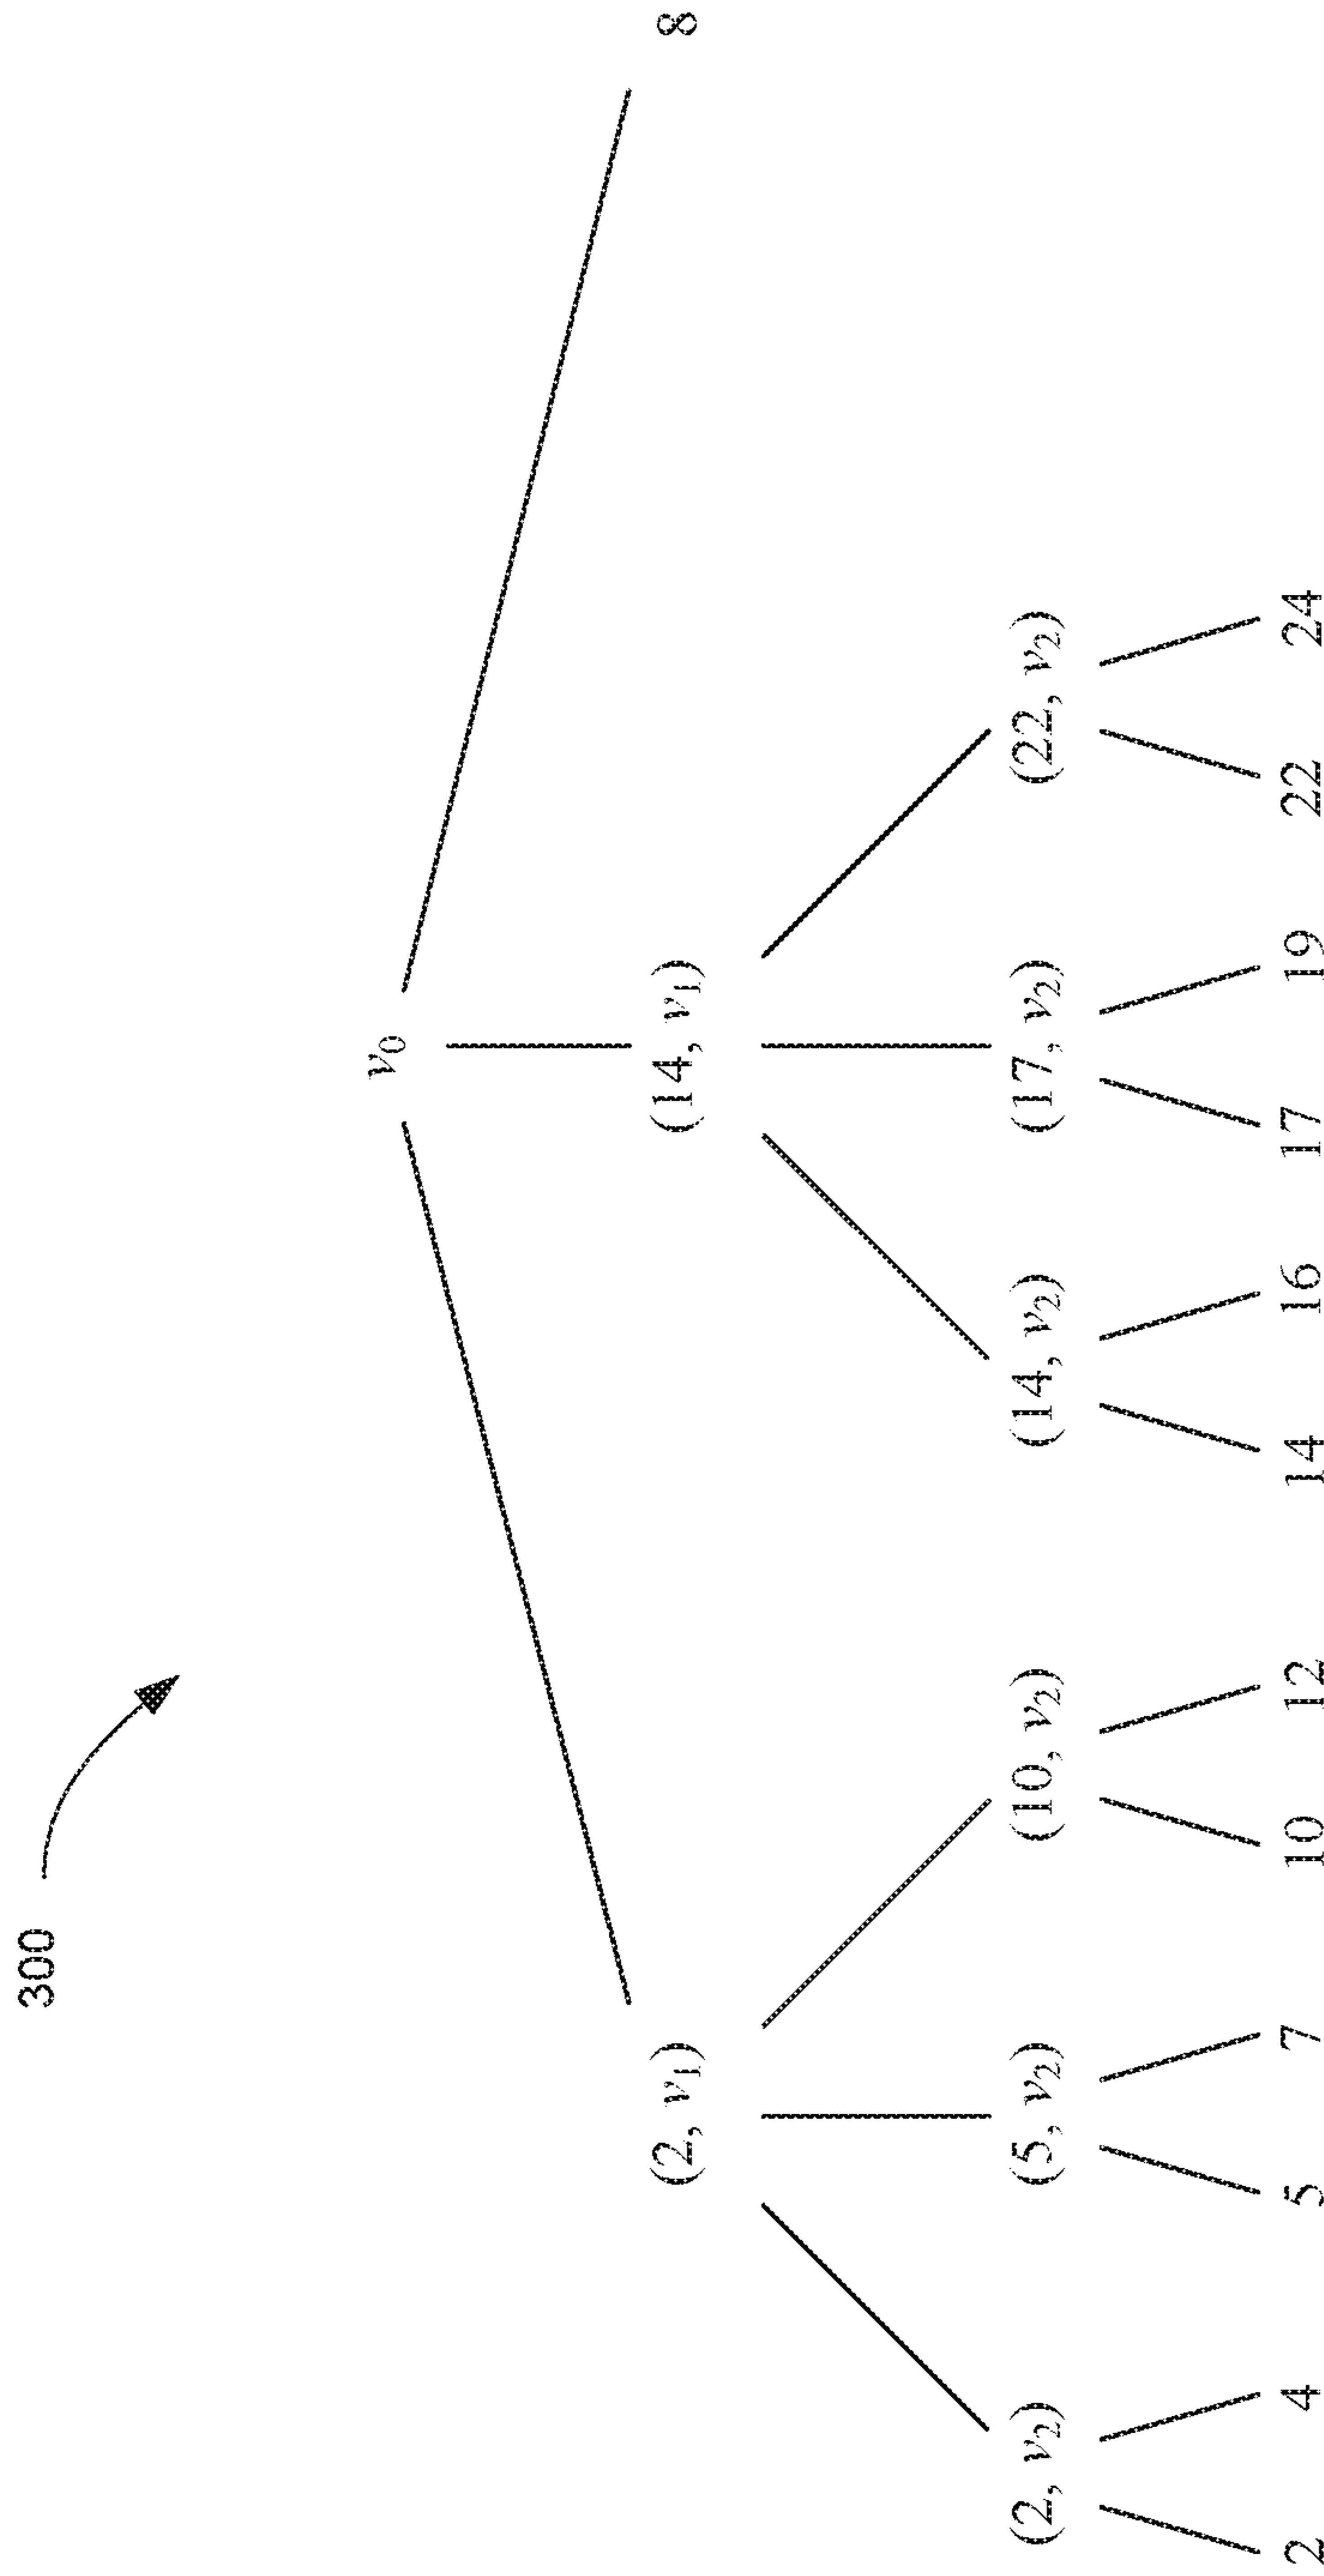 300
v₀
(2, v₁) (14, v₁) 8
(2, v₂) (5, v₂) (10, v₂) (14, v₂) (17, v₂) (22, v₂)
2 4 5 7 10 12 14 16 17 19 22 24